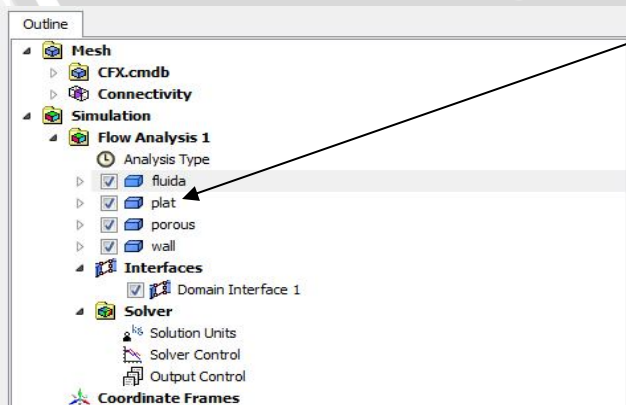 Outline
Mesh
CFX.cmdb
Connectivity
Simulation
Flow Analysis 1
Analysis Type
fluida
plat
porous
wall
Interfaces
Domain Interface 1
Solver
Solution Units
Solver Control
Output Control
Coordinate Frames